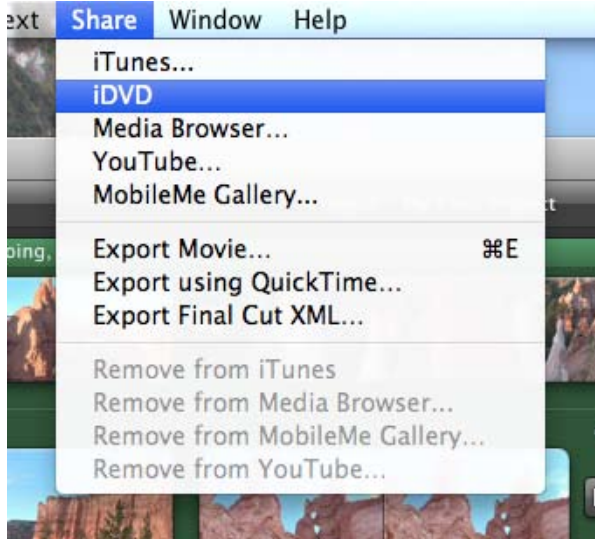 ext Share Window Help
iTunes...
iDVD
Media Browser...
YouTube...
MobileMe Gallery...
Export Movie... ⌘E
Export using QuickTime...
Export Final Cut XML...
Remove from iTunes
Remove from Media Browser...
Remove from MobileMe Gallery...
Remove from YouTube...